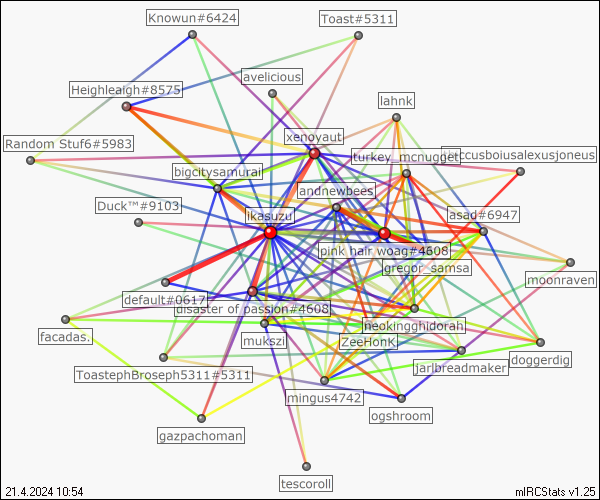 Knowun#6424
Toast#5311
avelicious
Heighleaigh#8575
lahnk
xenoyaut
Random Stuf6#5983
turkey_mcnugget
ccusboiusalexusjoneus
bigcitysamurai
andnewbees
Duck™#9103
ikasuzu
asad#6947
pink hair woag#4608
gregor_samsa
moonraven
default#0617
disaster of passion#4608
neokingghidorah
facadas.
mukszi
ZeeHonK
doggerdig
jarlbreadmaker
ToastephBroseph5311#5311
mingus4742
ogshroom
gazpachoman
tescoroll
21.4.2024 10:54
mIRCStats v1.25